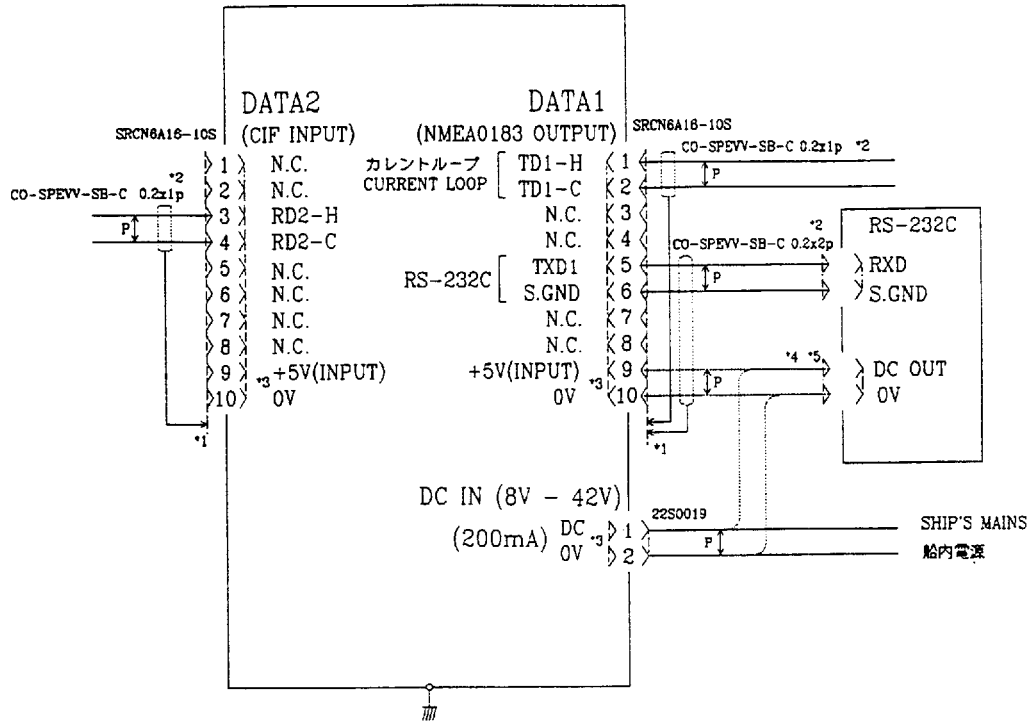 DATA2
(CIF INPUT)
SRCN6A16-10S
1 N.C.
2 N.C.
3 RD2-H
4 RD2-C
5 N.C.
6 N.C.
7 N.C.
8 N.C.
9 +5V(INPUT)
10 0V
*3
*1
*2
CO-SPEVV-SB-C 0.2x1p
P
DATA1
(NMEA0183 OUTPUT)
SRCN6A16-10S
カレントループ
CURRENT LOOP
TD1-H 1
TD1-C 2
N.C. 3
N.C. 4
RS-232C
TXD1 5
S.GND 6
N.C. 7
N.C. 8
+5V(INPUT) 9
0V 10
*3
*1
CO-SPEVV-SB-C 0.2x1p *2
P
*2
CO-SPEVV-SB-C 0.2x2p
P
*4 *5
P
RS-232C
RXD
S.GND
DC OUT
0V
DC IN (8V - 42V)
(200mA)
DC 1
0V 2
*3
22S0019
P
SHIP'S MAINS
船内電源